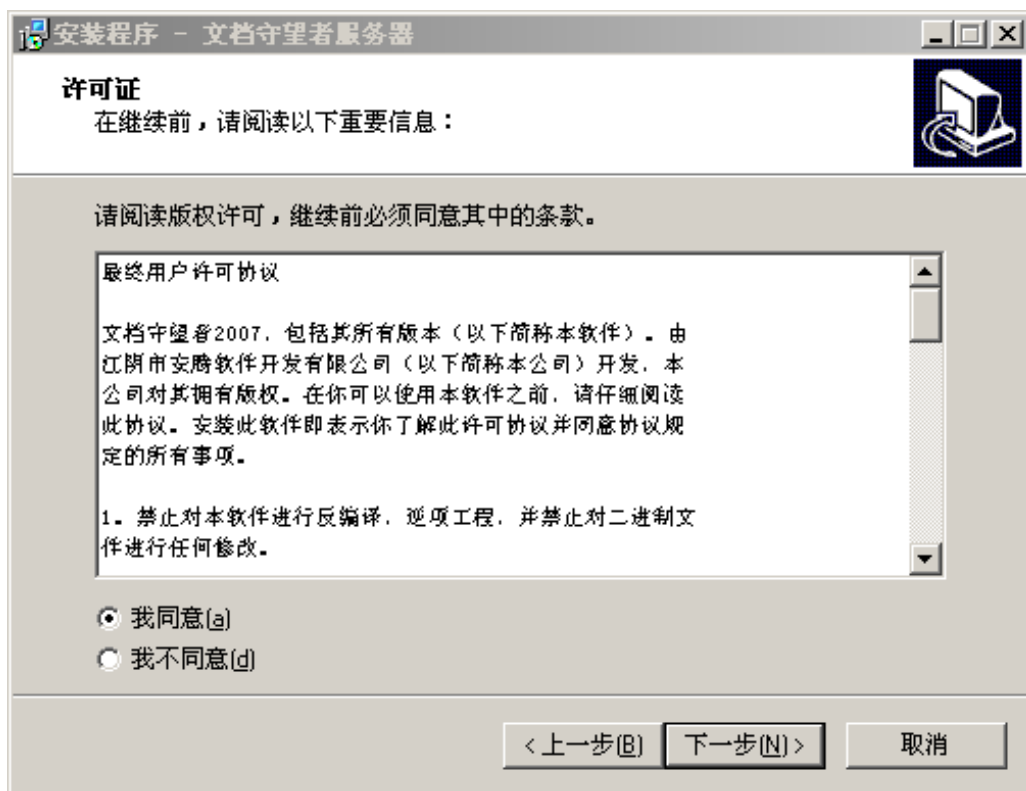 安装程序 - 文档守望者服务器
许可证
在继续前,请阅读以下重要信息:
请阅读版权许可,继续前必须同意其中的条款。
最终用户许可协议
文档守望者2007,包括其所有版本(以下简称本软件)。由
江阴市安腾软件开发有限公司(以下简称本公司)开发,本
公司对其拥有版权。在你可以使用本软件之前,请仔细阅读
此协议。安装此软件即表示你了解此许可协议并同意协议规
定的所有事项。
1。禁止对本软件进行反编译,逆项工程,并禁止对二进制文
件进行任何修改。
我同意(a)
我不同意(d)
<上一步(B)
下一步(N)>
取消